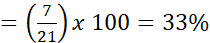 = (7/21) x 100 = 33%